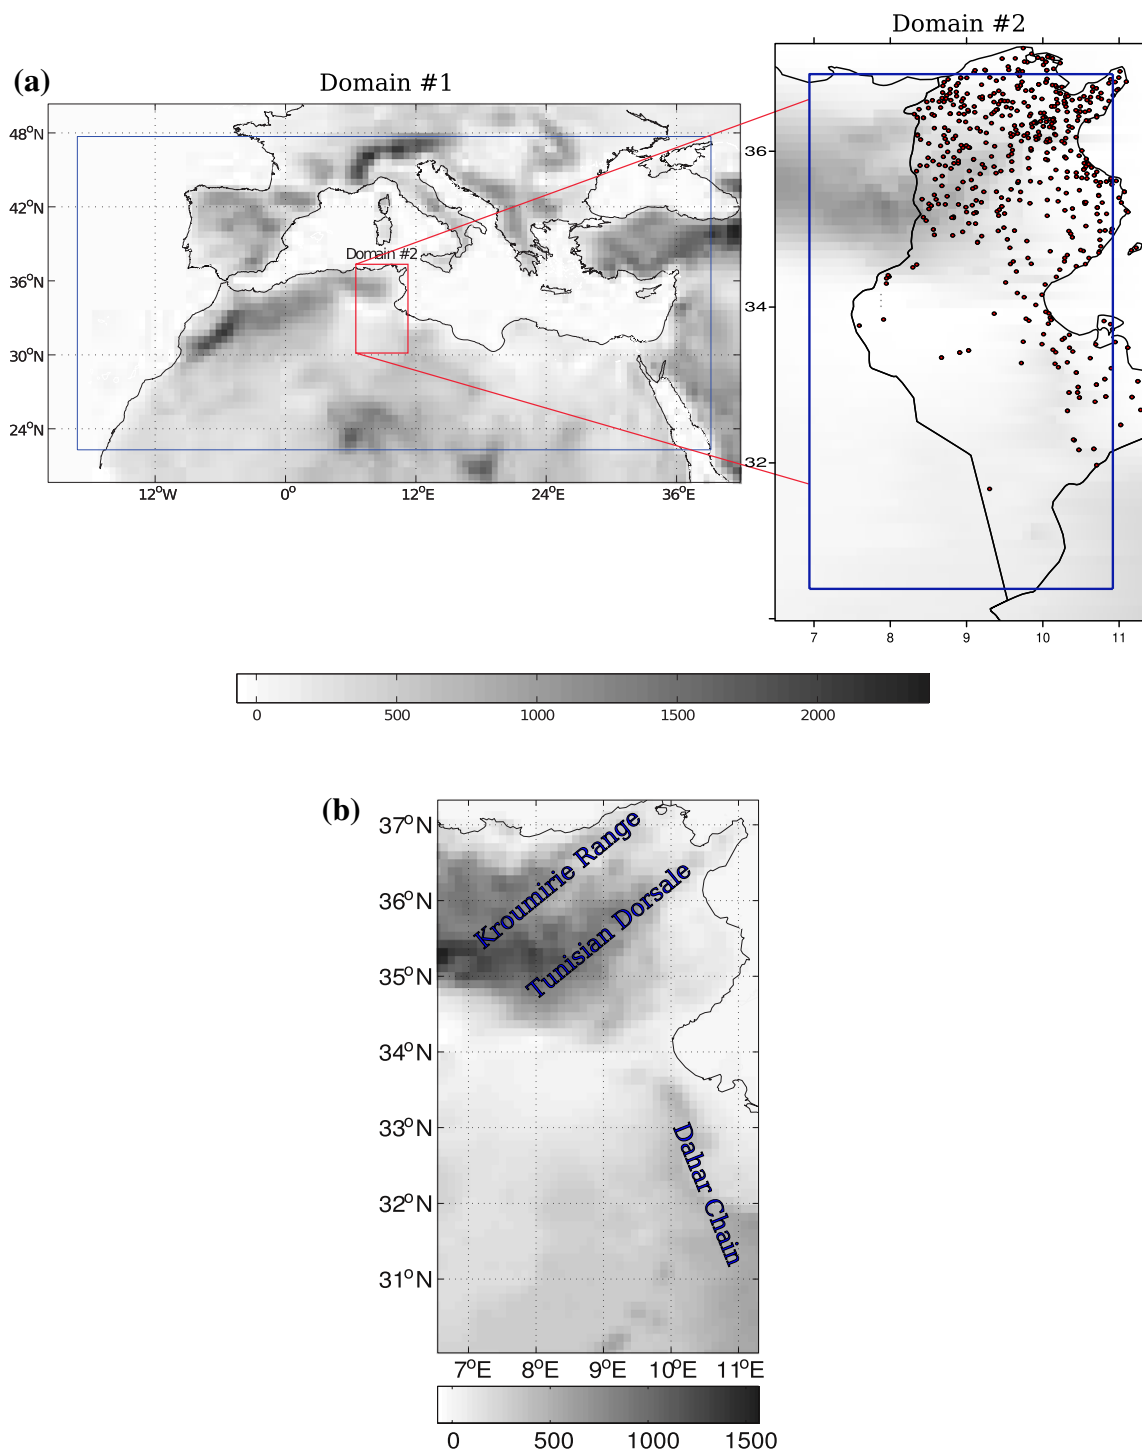 Domain #2
(a)
Domain #1
48°N
42°N
36°N
30°N
24°N
Domain #2
12°W
0°
12°E
24°E
36°E
36
34
32
7
8
9
10
11
0
500
1000
1500
2000
(b)
37°N
36°N
35°N
34°N
33°N
32°N
31°N
Kroumirie Range
Tunisian Dorsale
Dahar Chain
7°E
8°E
9°E
10°E
11°E
0
500
1000
1500